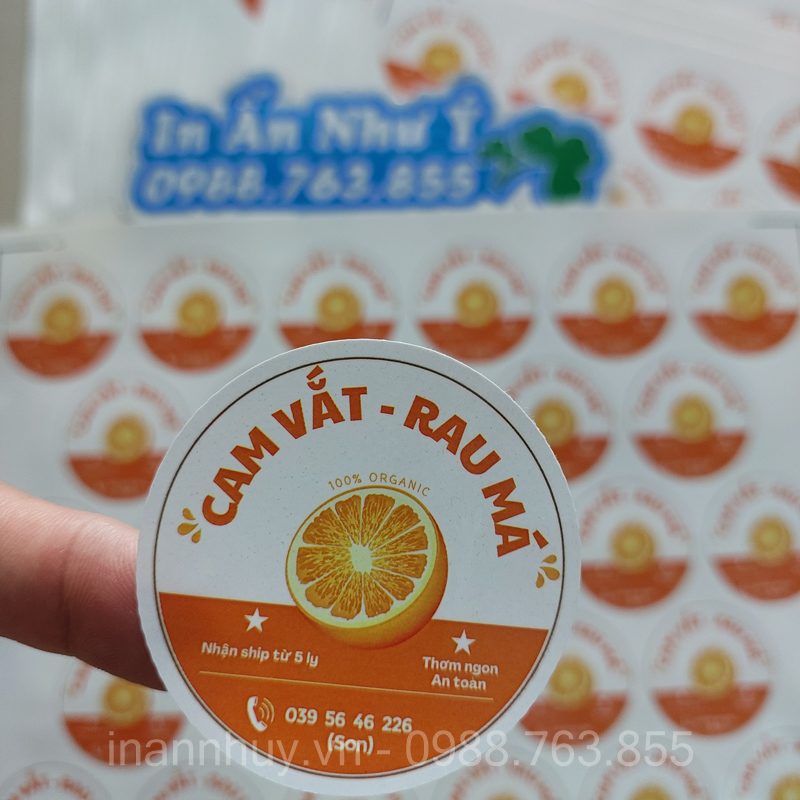 In Ấn Như Ý
0988.763.855
CAM VẮT - RAU MÁ
100% ORGANIC
Nhận ship từ 5 ly
Thơm ngon
An toàn
039 56 46 226
(Sơn)
inannhuy.vn - 0988.763.855